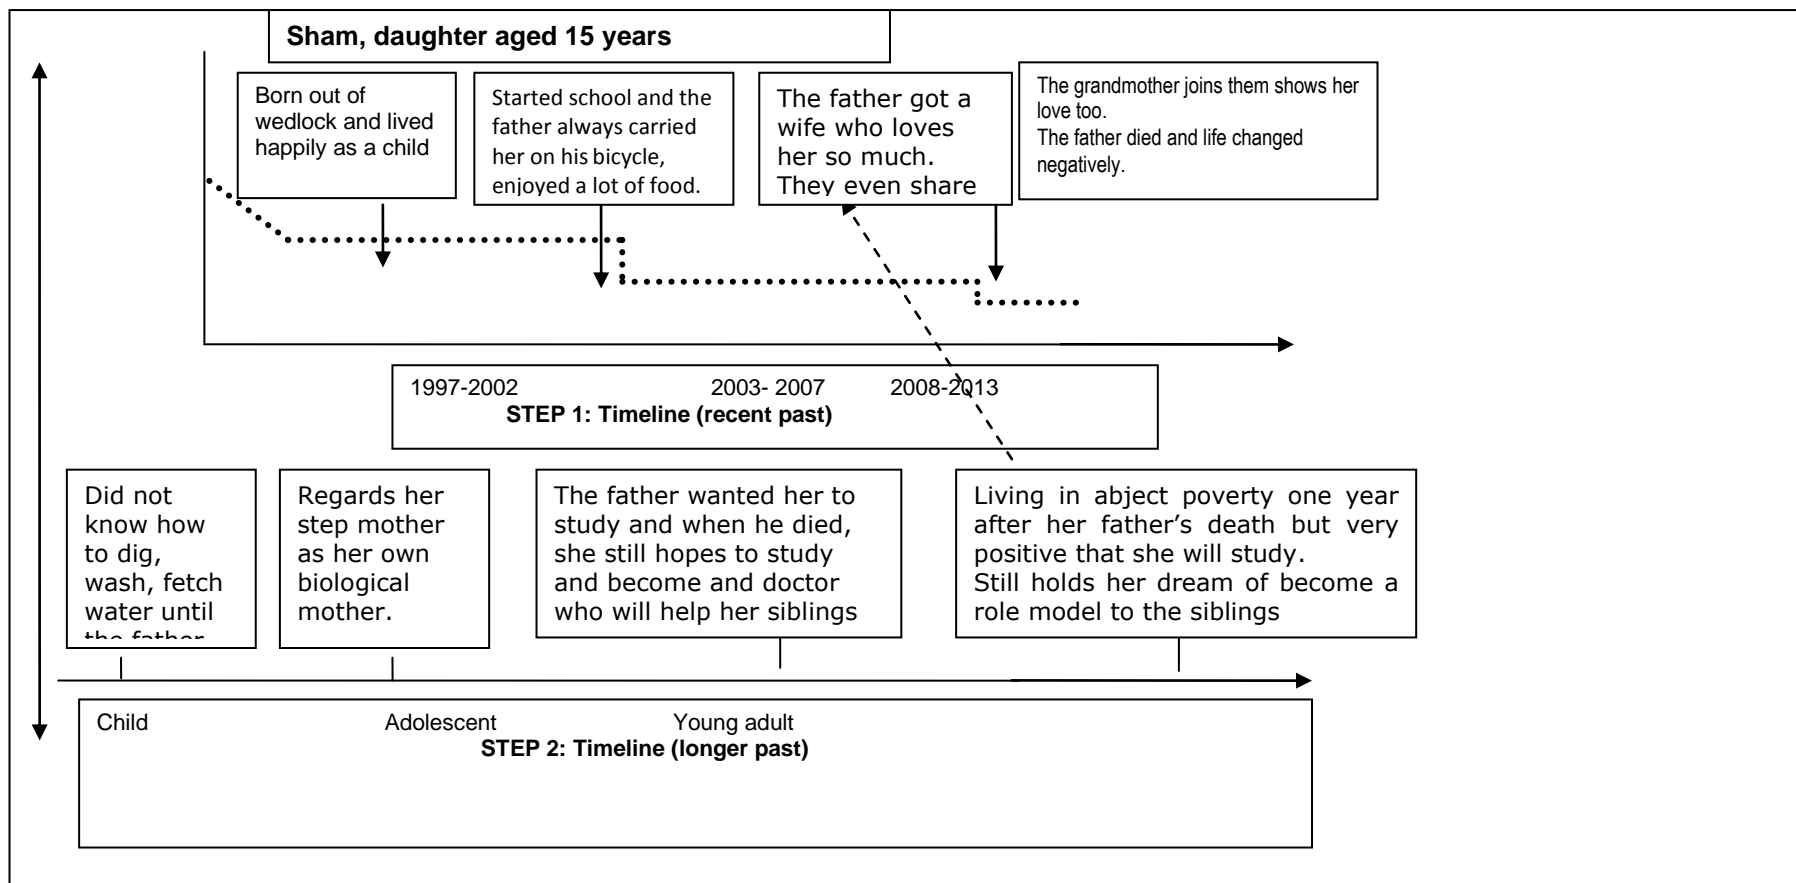 Sham, daughter aged 15 years
Born out of
wedlock and lived
happily as a child
Started school and the
father always carried
her on his bicycle,
enjoyed a lot of food.
The father got a
wife who loves
her so much.
They even share
The grandmother joins them shows her
love too.
The father died and life changed
negatively.
1997-2002 2003- 2007 2008-2013
STEP 1: Timeline (recent past)
Did not
know how
to dig,
wash, fetch
water until
the father
Regards her
step mother
as her own
biological
mother.
The father wanted her to
study and when he died,
she still hopes to study
and become and doctor
who will help her siblings
Living in abject poverty one year
after her father’s death but very
positive that she will study.
Still holds her dream of become a
role model to the siblings
Child Adolescent Young adult
STEP 2: Timeline (longer past)